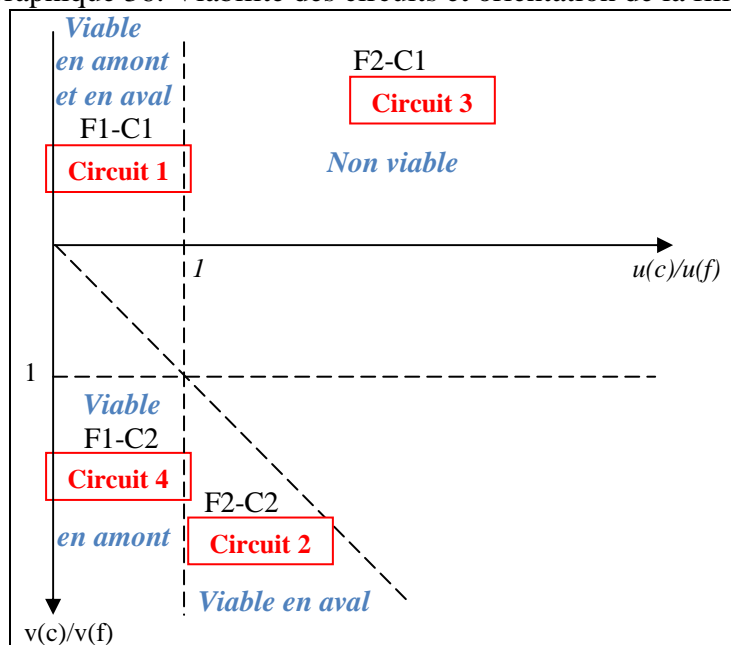 Viable
en amont
et en aval
F1-C1
Circuit 1
F2-C1
Circuit 3
Non viable
1
u(c)/u(f)
1
Viable
F1-C2
Circuit 4
en amont
F2-C2
Circuit 2
Viable en aval
v(c)/v(f)